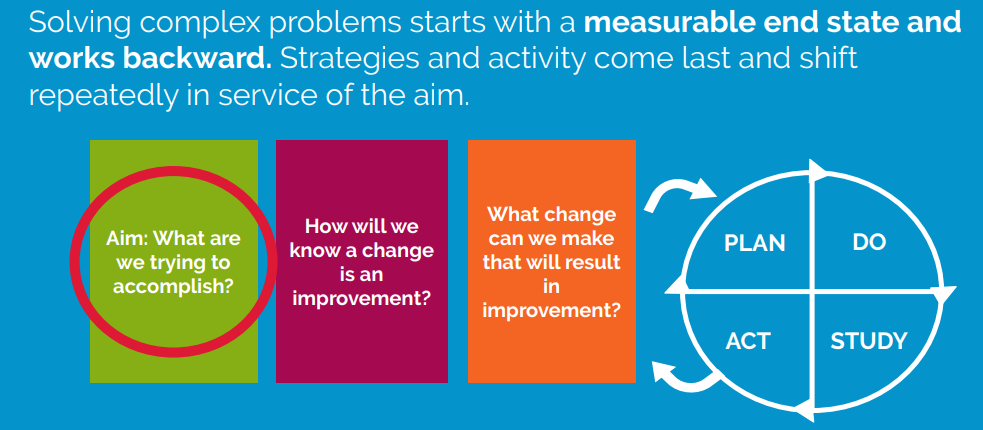 Solving complex problems starts with a measurable end state and
works backward. Strategies and activity come last and shift
repeatedly in service of the aim.
Aim: What are
we trying to
accomplish?
How will we
know a change
is an
improvement?
What change
can we make
that will result
in
improvement?
PLAN
DO
ACT
STUDY